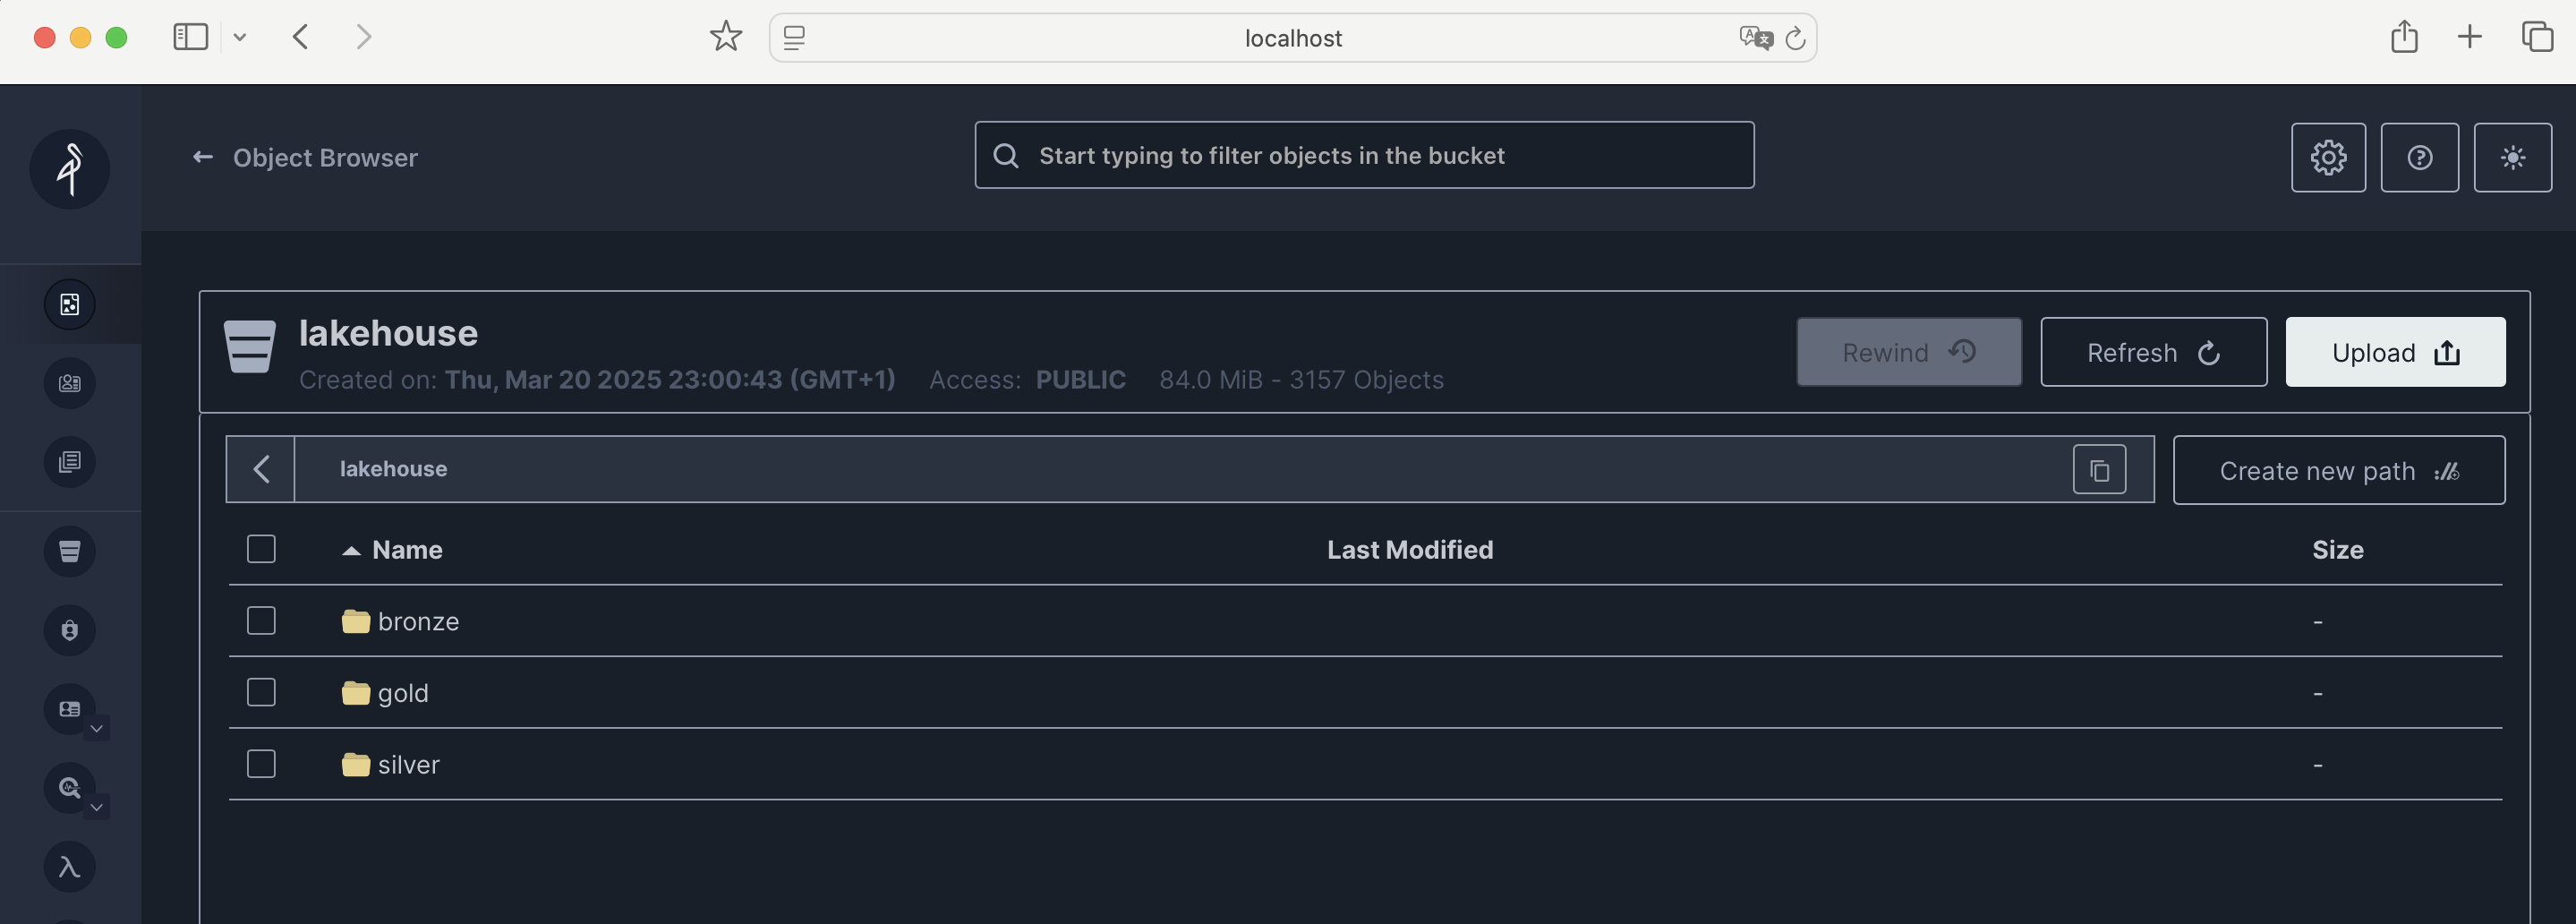 localhost
Object Browser
Start typing to filter objects in the bucket
lakehouse
Created on: Thu, Mar 20 2025 23:00:43 (GMT+1) Access: PUBLIC 84.0 MiB - 3157 Objects
Rewind
Refresh
Upload
lakehouse
Create new path
Name Last Modified Size
bronze -
gold -
silver -